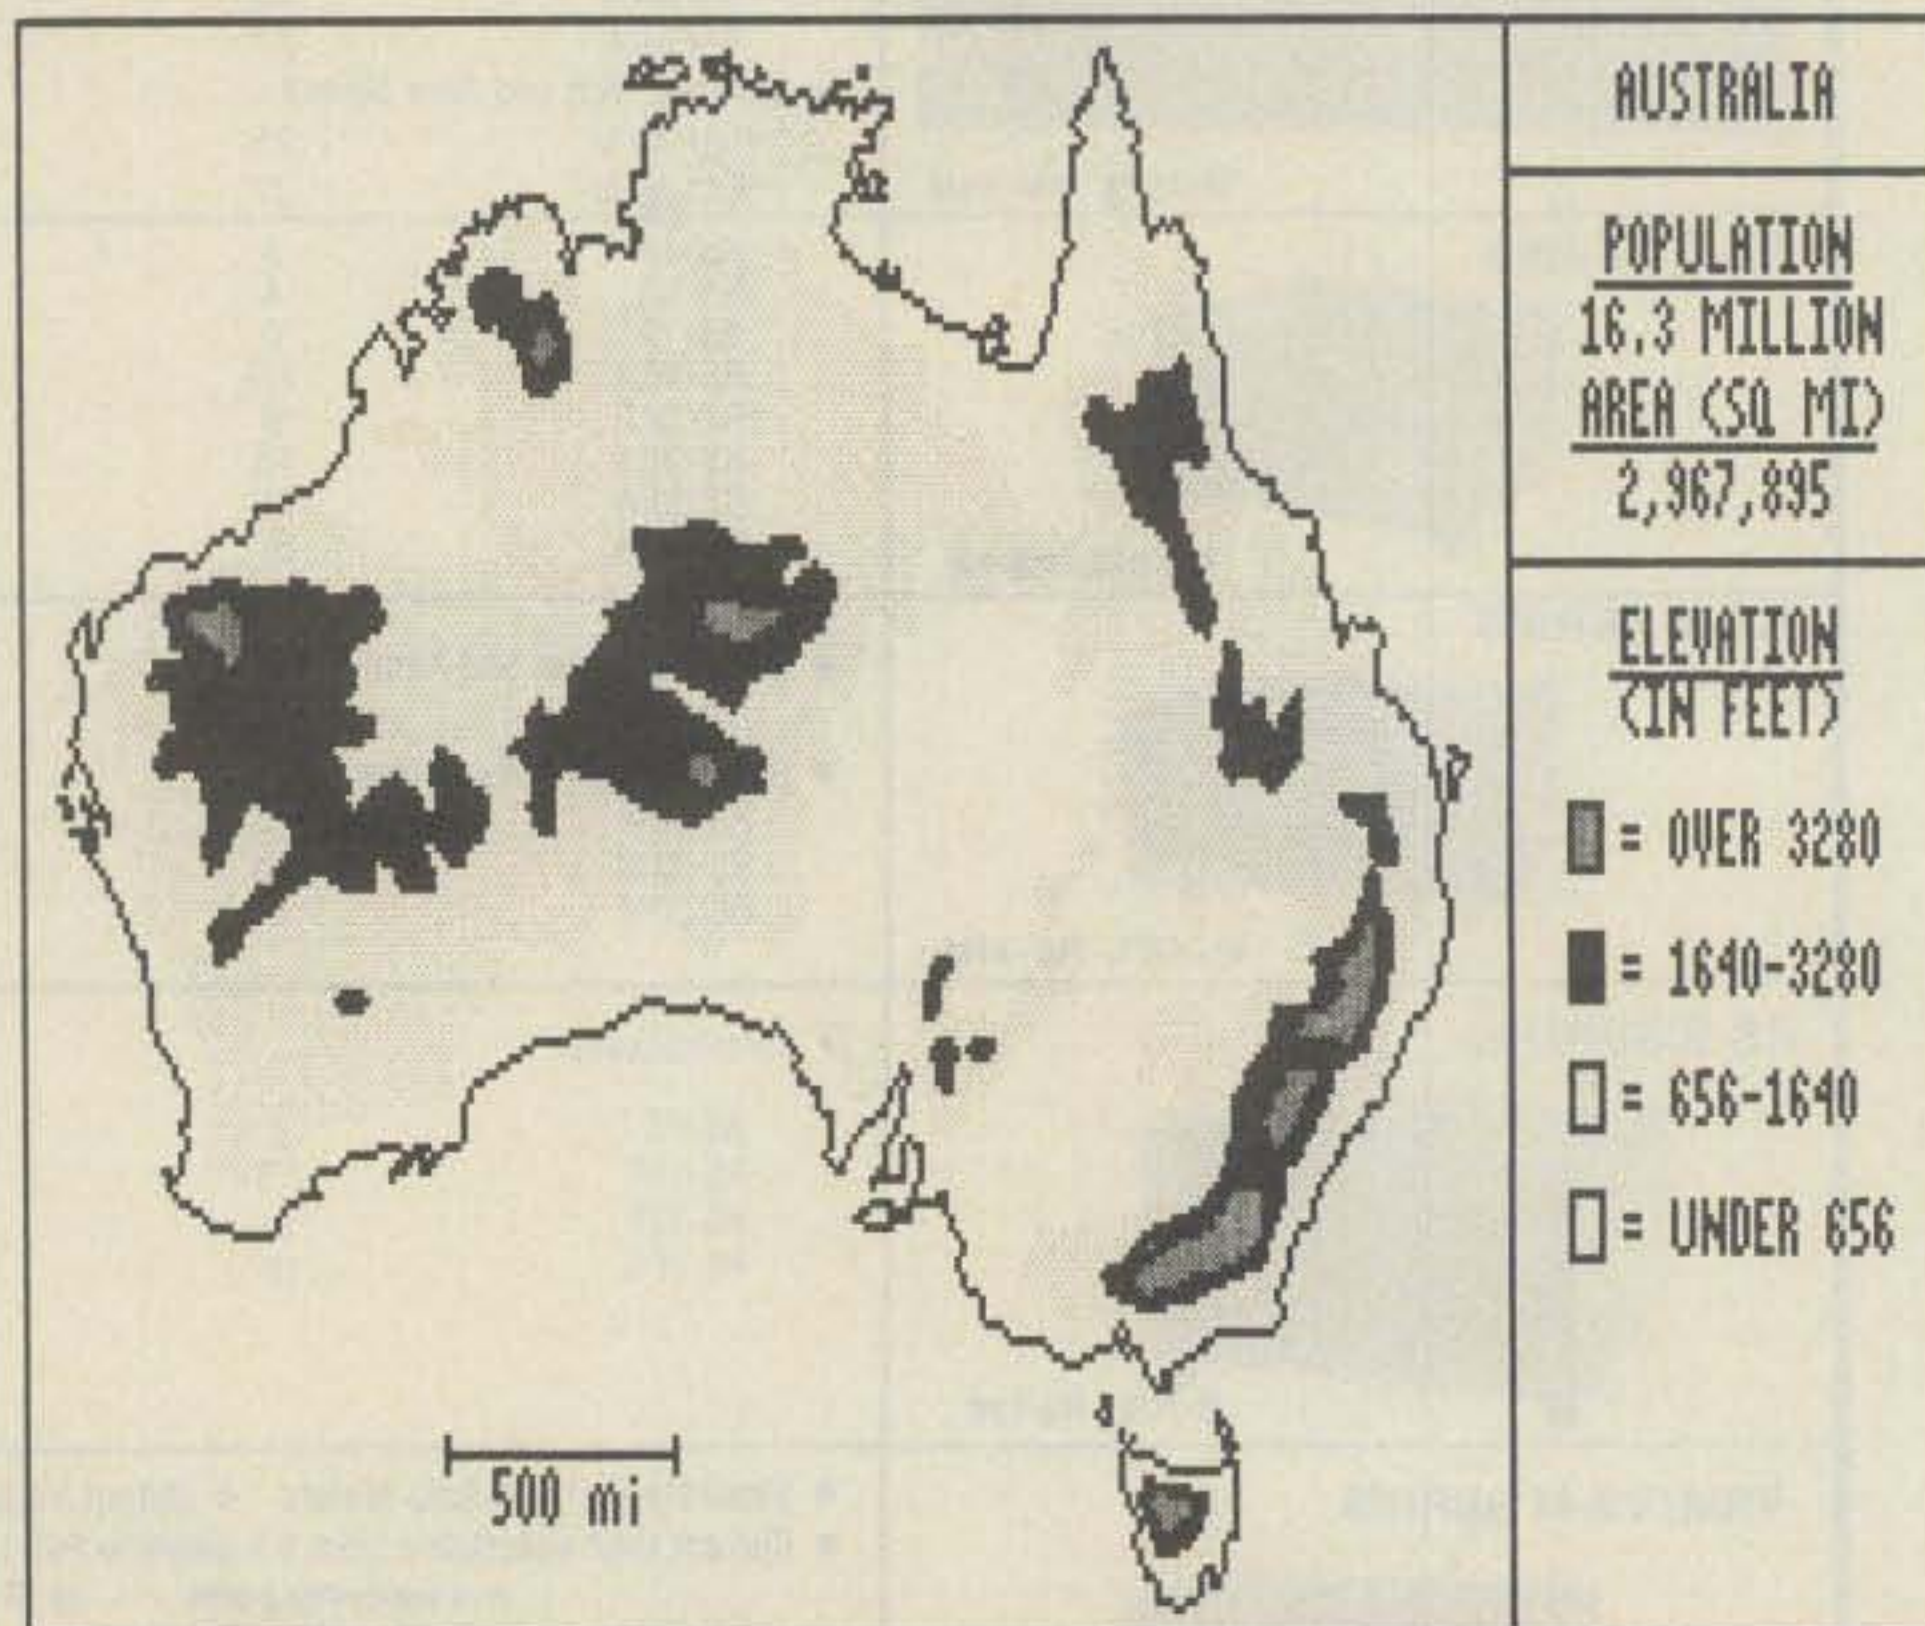 AUSTRALIA
POPULATION
16.3 MILLION
AREA (SQ MI)
2,967,895
ELEVATION
(IN FEET)
= OVER 3280
= 1640-3280
= 656-1640
= UNDER 656
500 mi